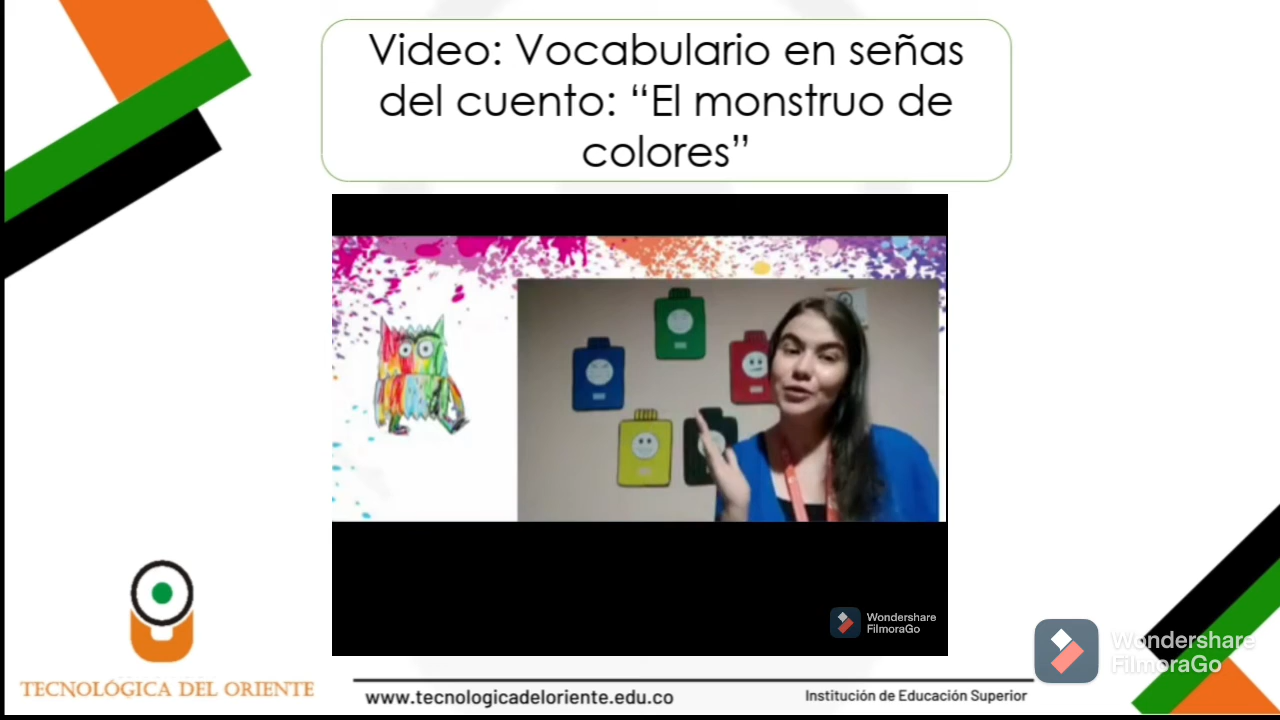 Video: Vocabulario en señas
del cuento: “El monstruo de
colores”
Wondershare
FilmoraGo
TECNOLÓGICA DEL ORIENTE
www.tecnologicadeloriente.edu.co
Institución de Educación Superior
Wondershare
FilmoraGo